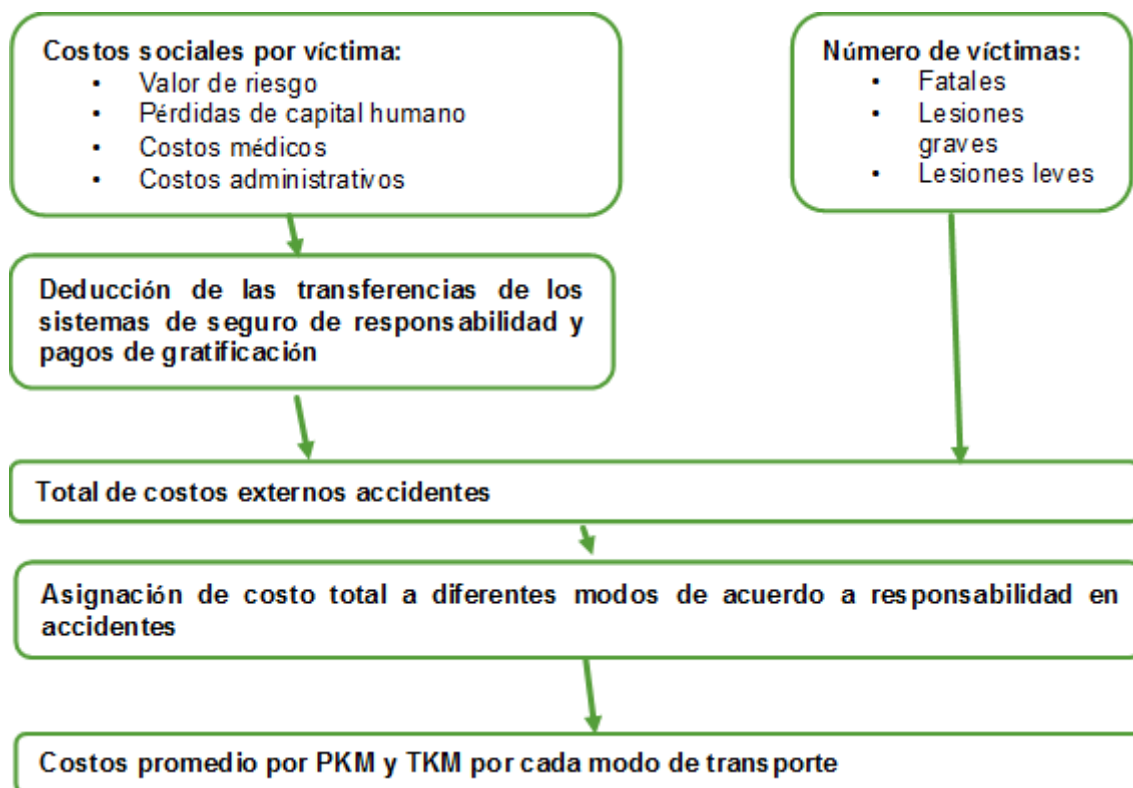 Costos sociales por víctima:
• Valor de riesgo
• Pérdidas de capital humano
• Costos médicos
• Costos administrativos
Número de víctimas:
• Fatales
• Lesiones
graves
• Lesiones leves
Deducción de las transferencias de los
sistemas de seguro de responsabilidad y
pagos de gratificación
Total de costos externos accidentes
Asignación de costo total a diferentes modos de acuerdo a responsabilidad en
accidentes
Costos promedio por PKM y TKM por cada modo de transporte